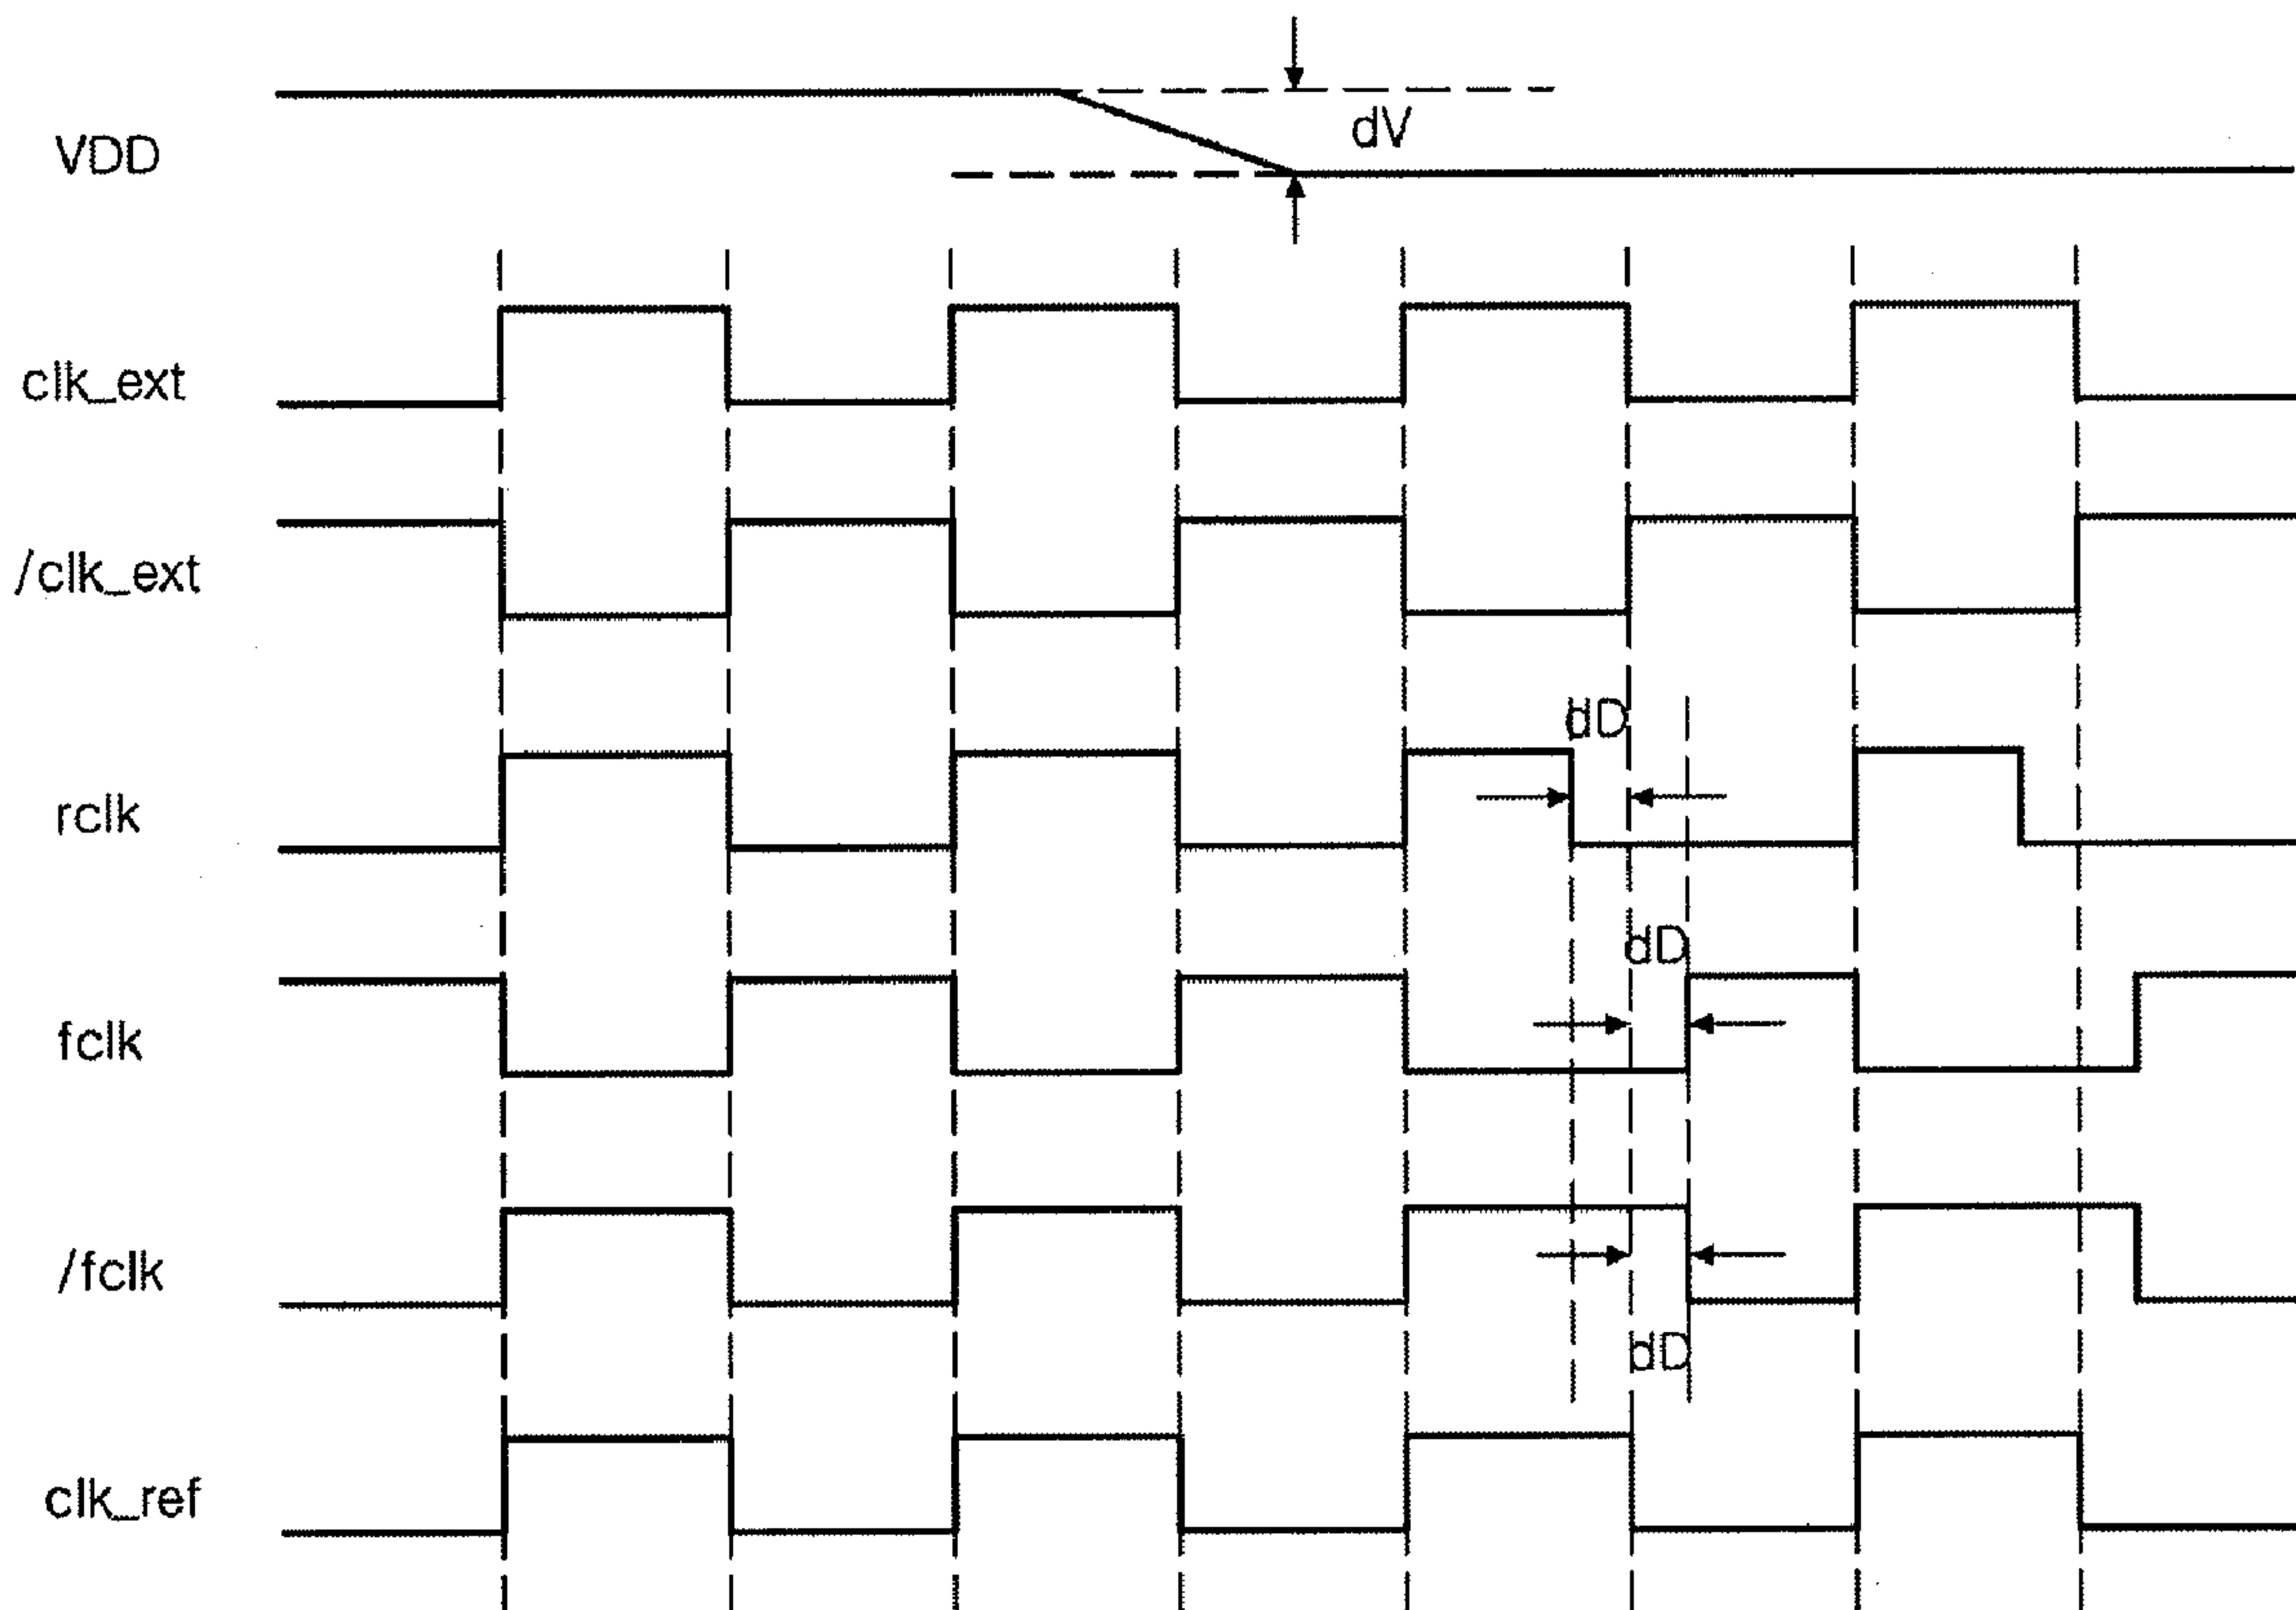 dV
VDD
clk_ext
/clk_ext
dD
rclk
dD
fclk
/fclk
dD
clk_ref